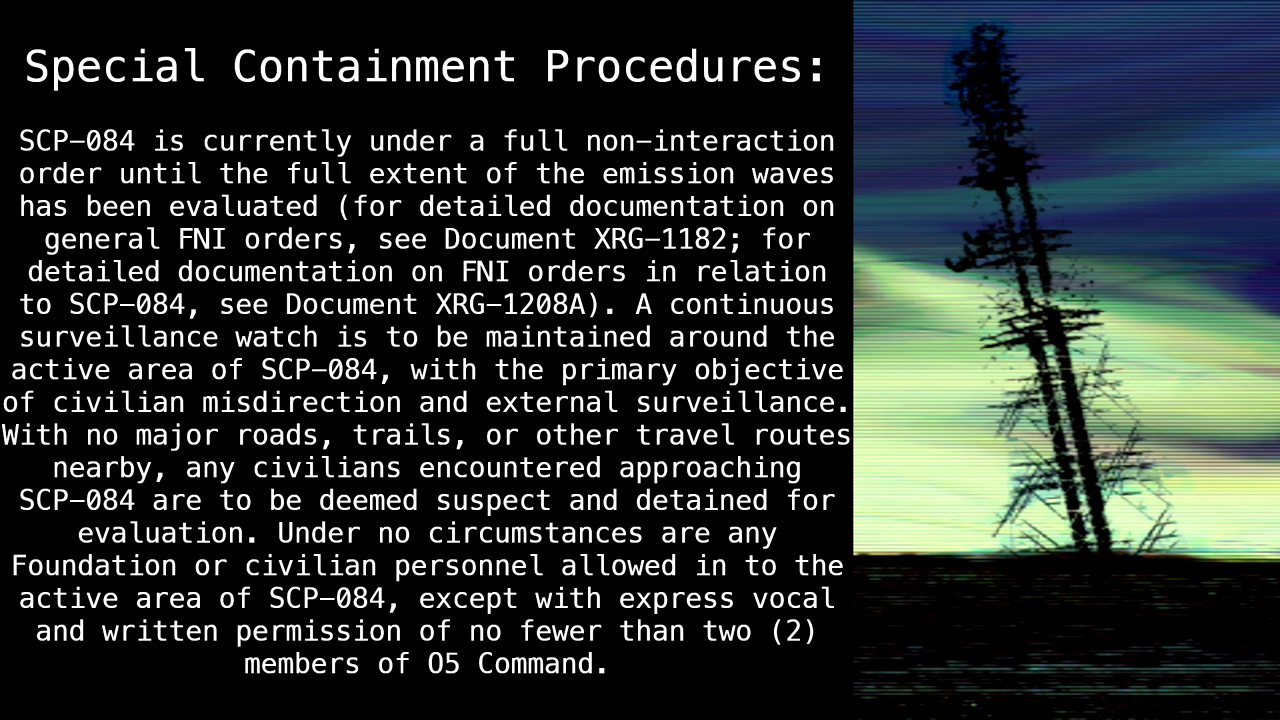 Special Containment Procedures:
SCP-084 is currently under a full non-interaction
order until the full extent of the emission waves
has been evaluated (for detailed documentation on
general FNI orders, see Document XRG-1182; for
detailed documentation on FNI orders in relation
to SCP-084, see Document XRG-1208A). A continuous
surveillance watch is to be maintained around the
active area of SCP-084, with the primary objective
of civilian misdirection and external surveillance.
With no major roads, trails, or other travel routes
nearby, any civilians encountered approaching
SCP-084 are to be deemed suspect and detained for
evaluation. Under no circumstances are any
Foundation or civilian personnel allowed in to the
active area of SCP-084, except with express vocal
and written permission of no fewer than two (2)
members of O5 Command.